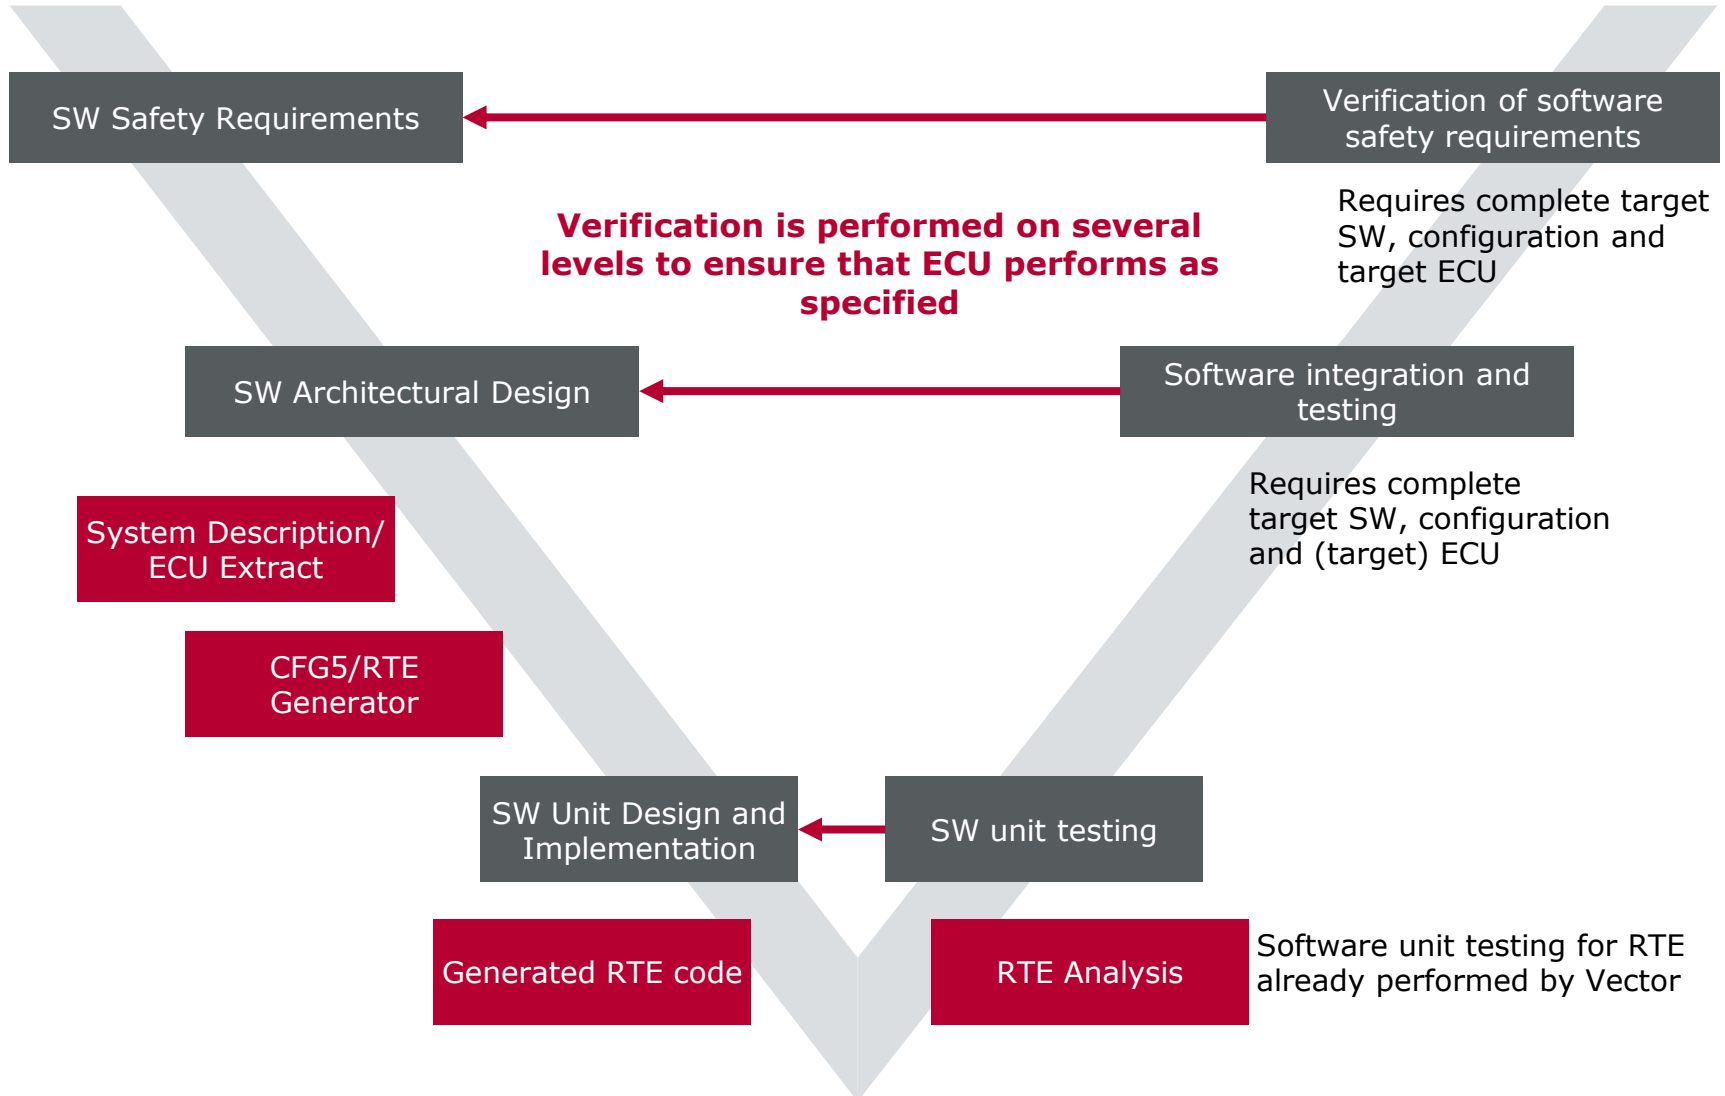 SW Safety Requirements
Verification of software
safety requirements
Requires complete target
SW, configuration and
target ECU
Verification is performed on several
levels to ensure that ECU performs as
specified
SW Architectural Design
Software integration and
testing
Requires complete
target SW, configuration
and (target) ECU
System Description/
ECU Extract
CFG5/RTE
Generator
SW Unit Design and
Implementation
SW unit testing
Generated RTE code
RTE Analysis
Software unit testing for RTE
already performed by Vector